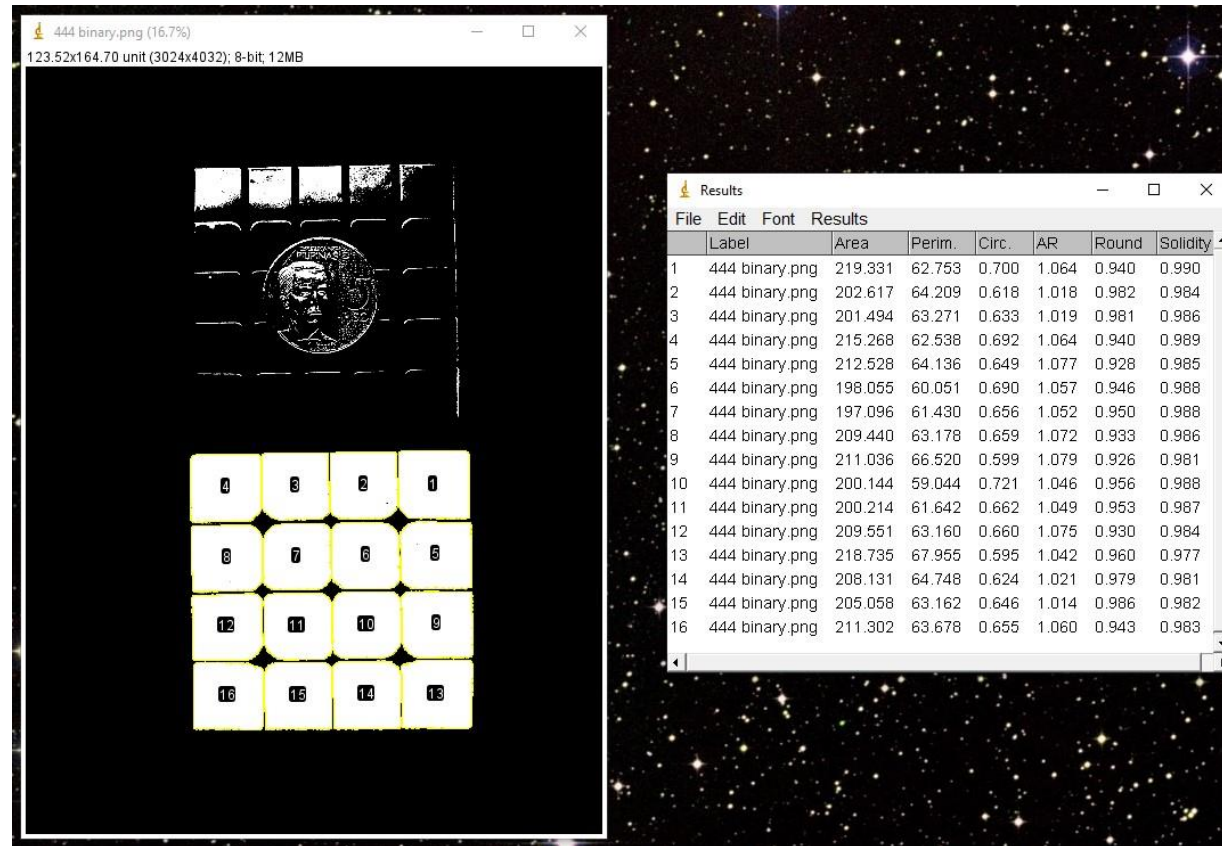 444 binary.png (16.7%)
123.52x164.70 unit (3024x4032); 8-bit; 12MB
PILIPINAS
4 3 2 1
8 7 6 5
12 11 10 9
16 15 14 13
Results
File Edit Font Results
Label Area Perim. Circ. AR Round Solidity
1 444 binary.png 219.331 62.753 0.700 1.064 0.940 0.990
2 444 binary.png 202.617 64.209 0.618 1.018 0.982 0.984
3 444 binary.png 201.494 63.271 0.633 1.019 0.981 0.986
4 444 binary.png 215.268 62.538 0.692 1.064 0.940 0.989
5 444 binary.png 212.528 64.136 0.649 1.077 0.928 0.985
6 444 binary.png 198.055 60.051 0.690 1.057 0.946 0.988
7 444 binary.png 197.096 61.430 0.656 1.052 0.950 0.988
8 444 binary.png 209.440 63.178 0.659 1.072 0.933 0.986
9 444 binary.png 211.036 66.520 0.599 1.079 0.926 0.981
10 444 binary.png 200.144 59.044 0.721 1.046 0.956 0.988
11 444 binary.png 200.214 61.642 0.662 1.049 0.953 0.987
12 444 binary.png 209.551 63.160 0.660 1.075 0.930 0.984
13 444 binary.png 218.735 67.955 0.595 1.042 0.960 0.977
14 444 binary.png 208.131 64.748 0.624 1.021 0.979 0.981
15 444 binary.png 205.058 63.162 0.646 1.014 0.986 0.982
16 444 binary.png 211.302 63.678 0.655 1.060 0.943 0.983